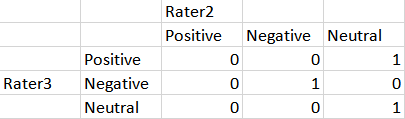 Rater2
Positive Negative Neutral
Positive 0 0 1
Rater3 Negative 0 1 0
Neutral 0 0 1